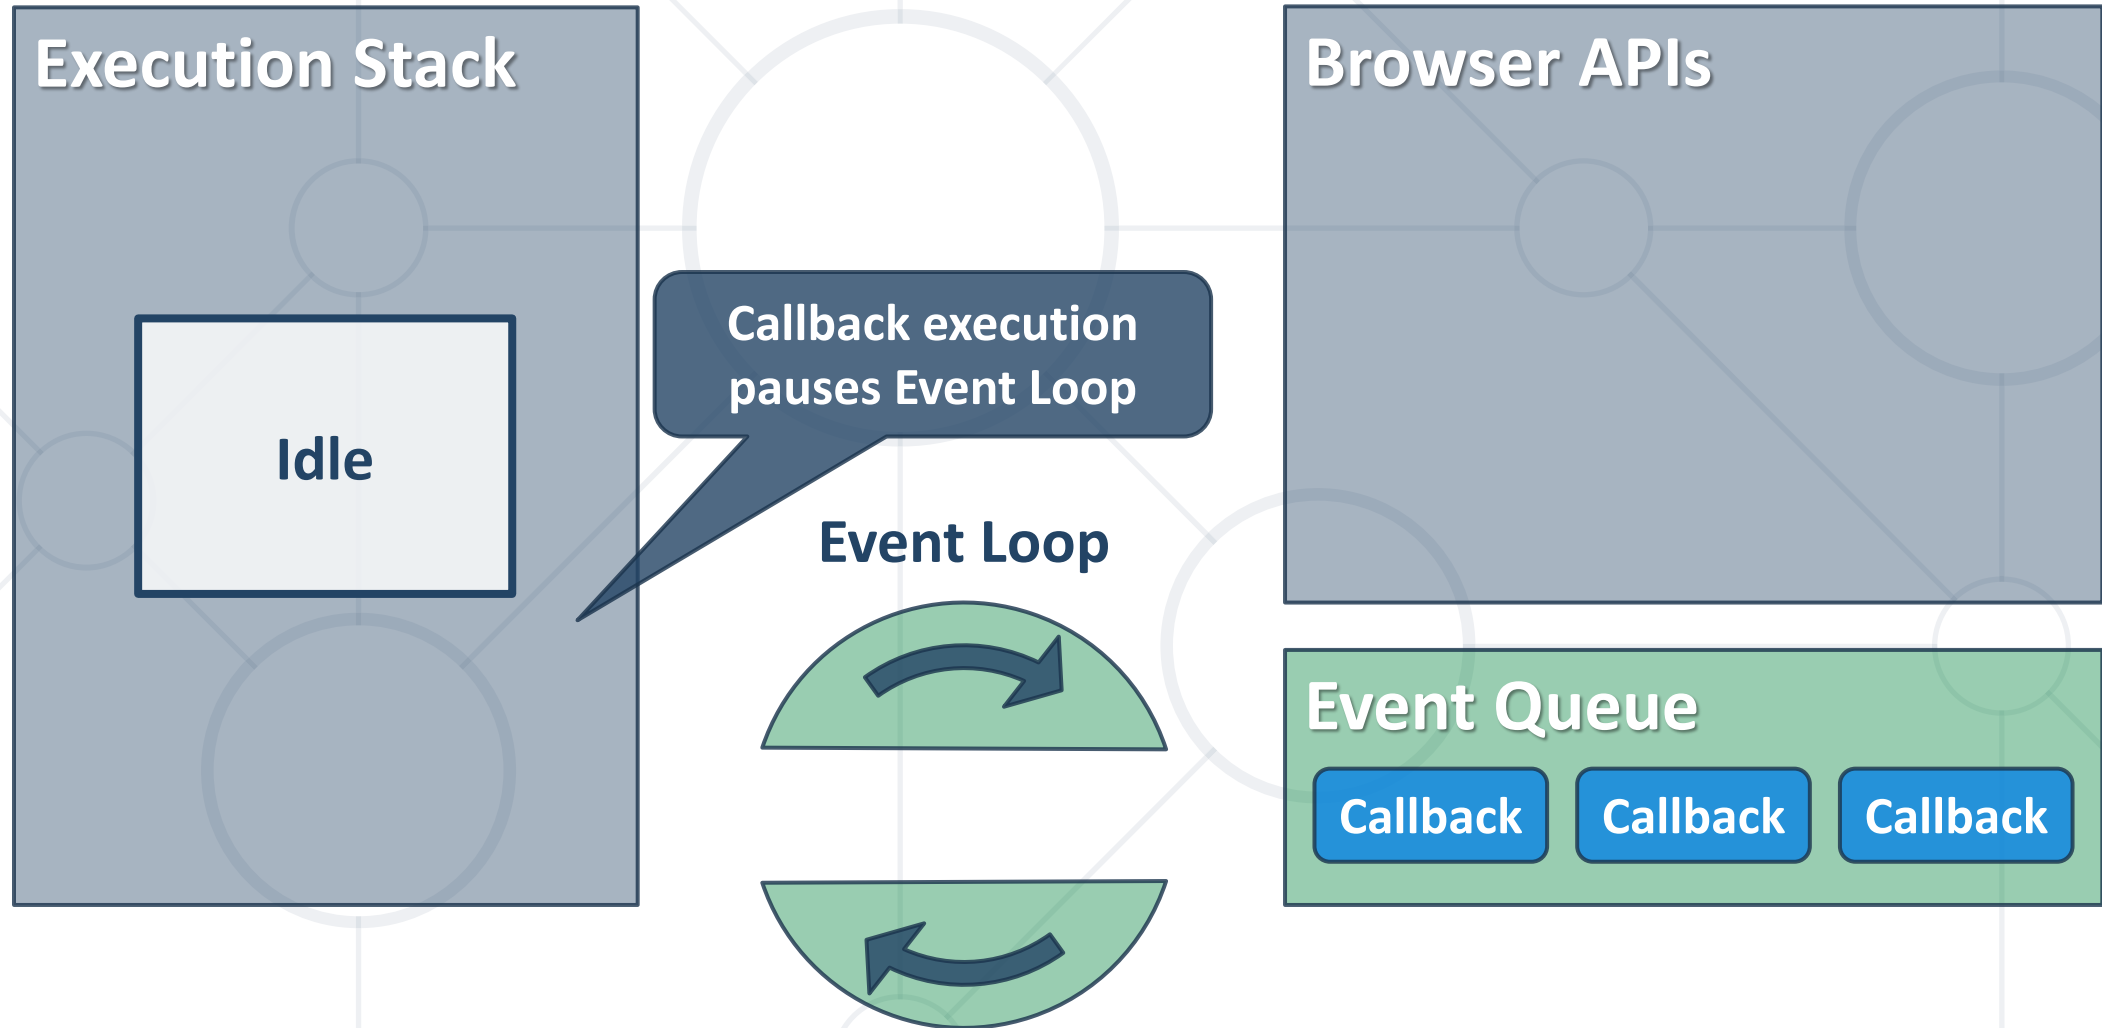 Execution Stack
Idle
Callback execution
pauses Event Loop
Event Loop
Browser APIs
Event Queue
Callback Callback Callback